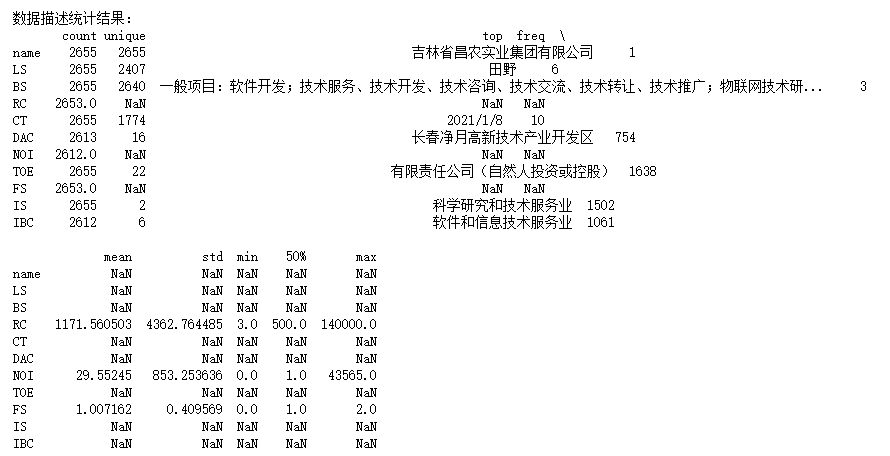 数据描述统计结果：
count unique top freq \
name 2655 2655 吉林省昌农实业集团有限公司 1
LS 2655 2407 田野 6
BS 2655 2640 一般项目：软件开发；技术服务、技术开发、技术咨询、技术交流、技术转让、技术推广；物联网技术研... 3
RC 2653.0 NaN NaN NaN
CT 2655 1774 2021/1/8 10
DAC 2613 16 长春净月高新技术产业开发区 754
NOI 2612.0 NaN NaN NaN
TOE 2655 22 有限责任公司（自然人投资或控股） 1638
FS 2653.0 NaN NaN NaN
IS 2655 2 科学研究和技术服务业 1502
IBC 2612 6 软件和信息技术服务业 1061
mean std min 50% max
name NaN NaN NaN NaN NaN
LS NaN NaN NaN NaN NaN
BS NaN NaN NaN NaN NaN
RC 1171.560503 4362.764485 3.0 500.0 140000.0
CT NaN NaN NaN NaN NaN
DAC NaN NaN NaN NaN NaN
NOI 29.55245 853.253636 0.0 1.0 43565.0
TOE NaN NaN NaN NaN NaN
FS 1.007162 0.409569 0.0 1.0 2.0
IS NaN NaN NaN NaN NaN
IBC NaN NaN NaN NaN NaN